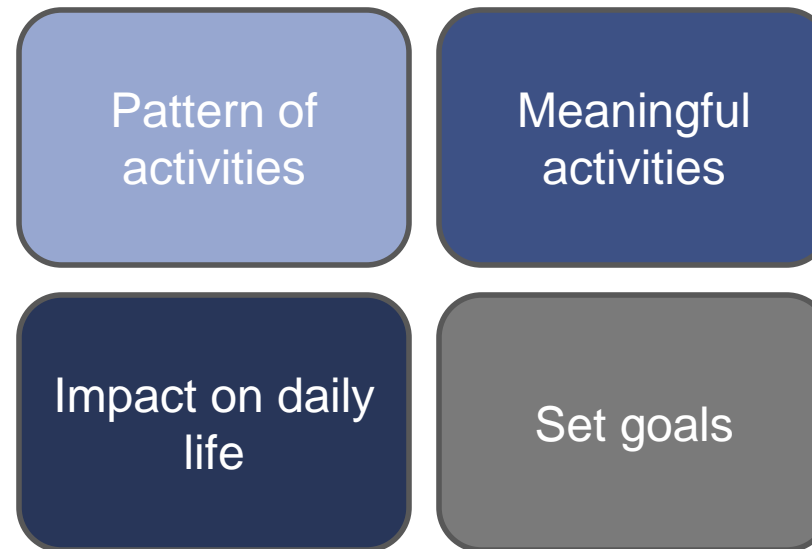 Pattern of
activities
Meaningful
activities
Impact on daily
life
Set goals